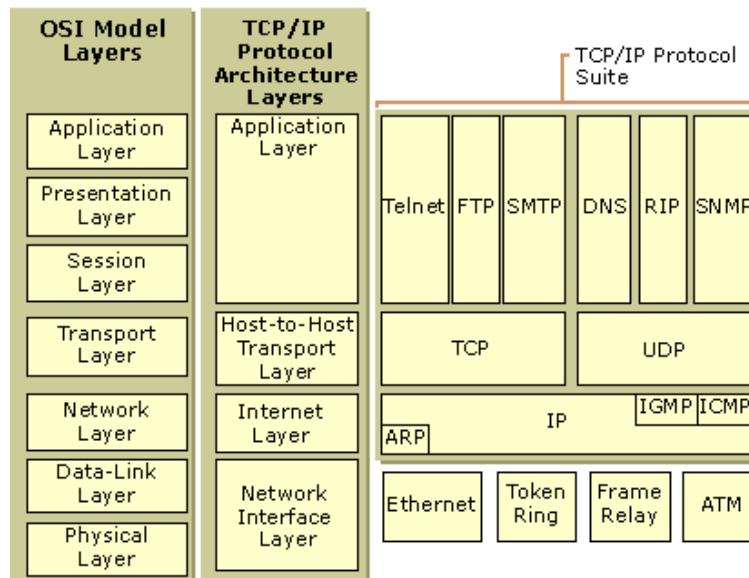 OSI Model
Layers
Application
Layer
Presentation
Layer
Session
Layer
Transport
Layer
Network
Layer
Data-Link
Layer
Physical
Layer
TCP/IP
Protocol
Architecture
Layers
Application
Layer
Host-to-Host
Transport
Layer
Internet
Layer
Network
Interface
Layer
TCP/IP Protocol
Suite
Telnet
FTP
SMTP
DNS
RIP
SNMP
TCP
UDP
IP
IGMP
ICMP
ARP
Ethernet
Token
Ring
Frame
Relay
ATM